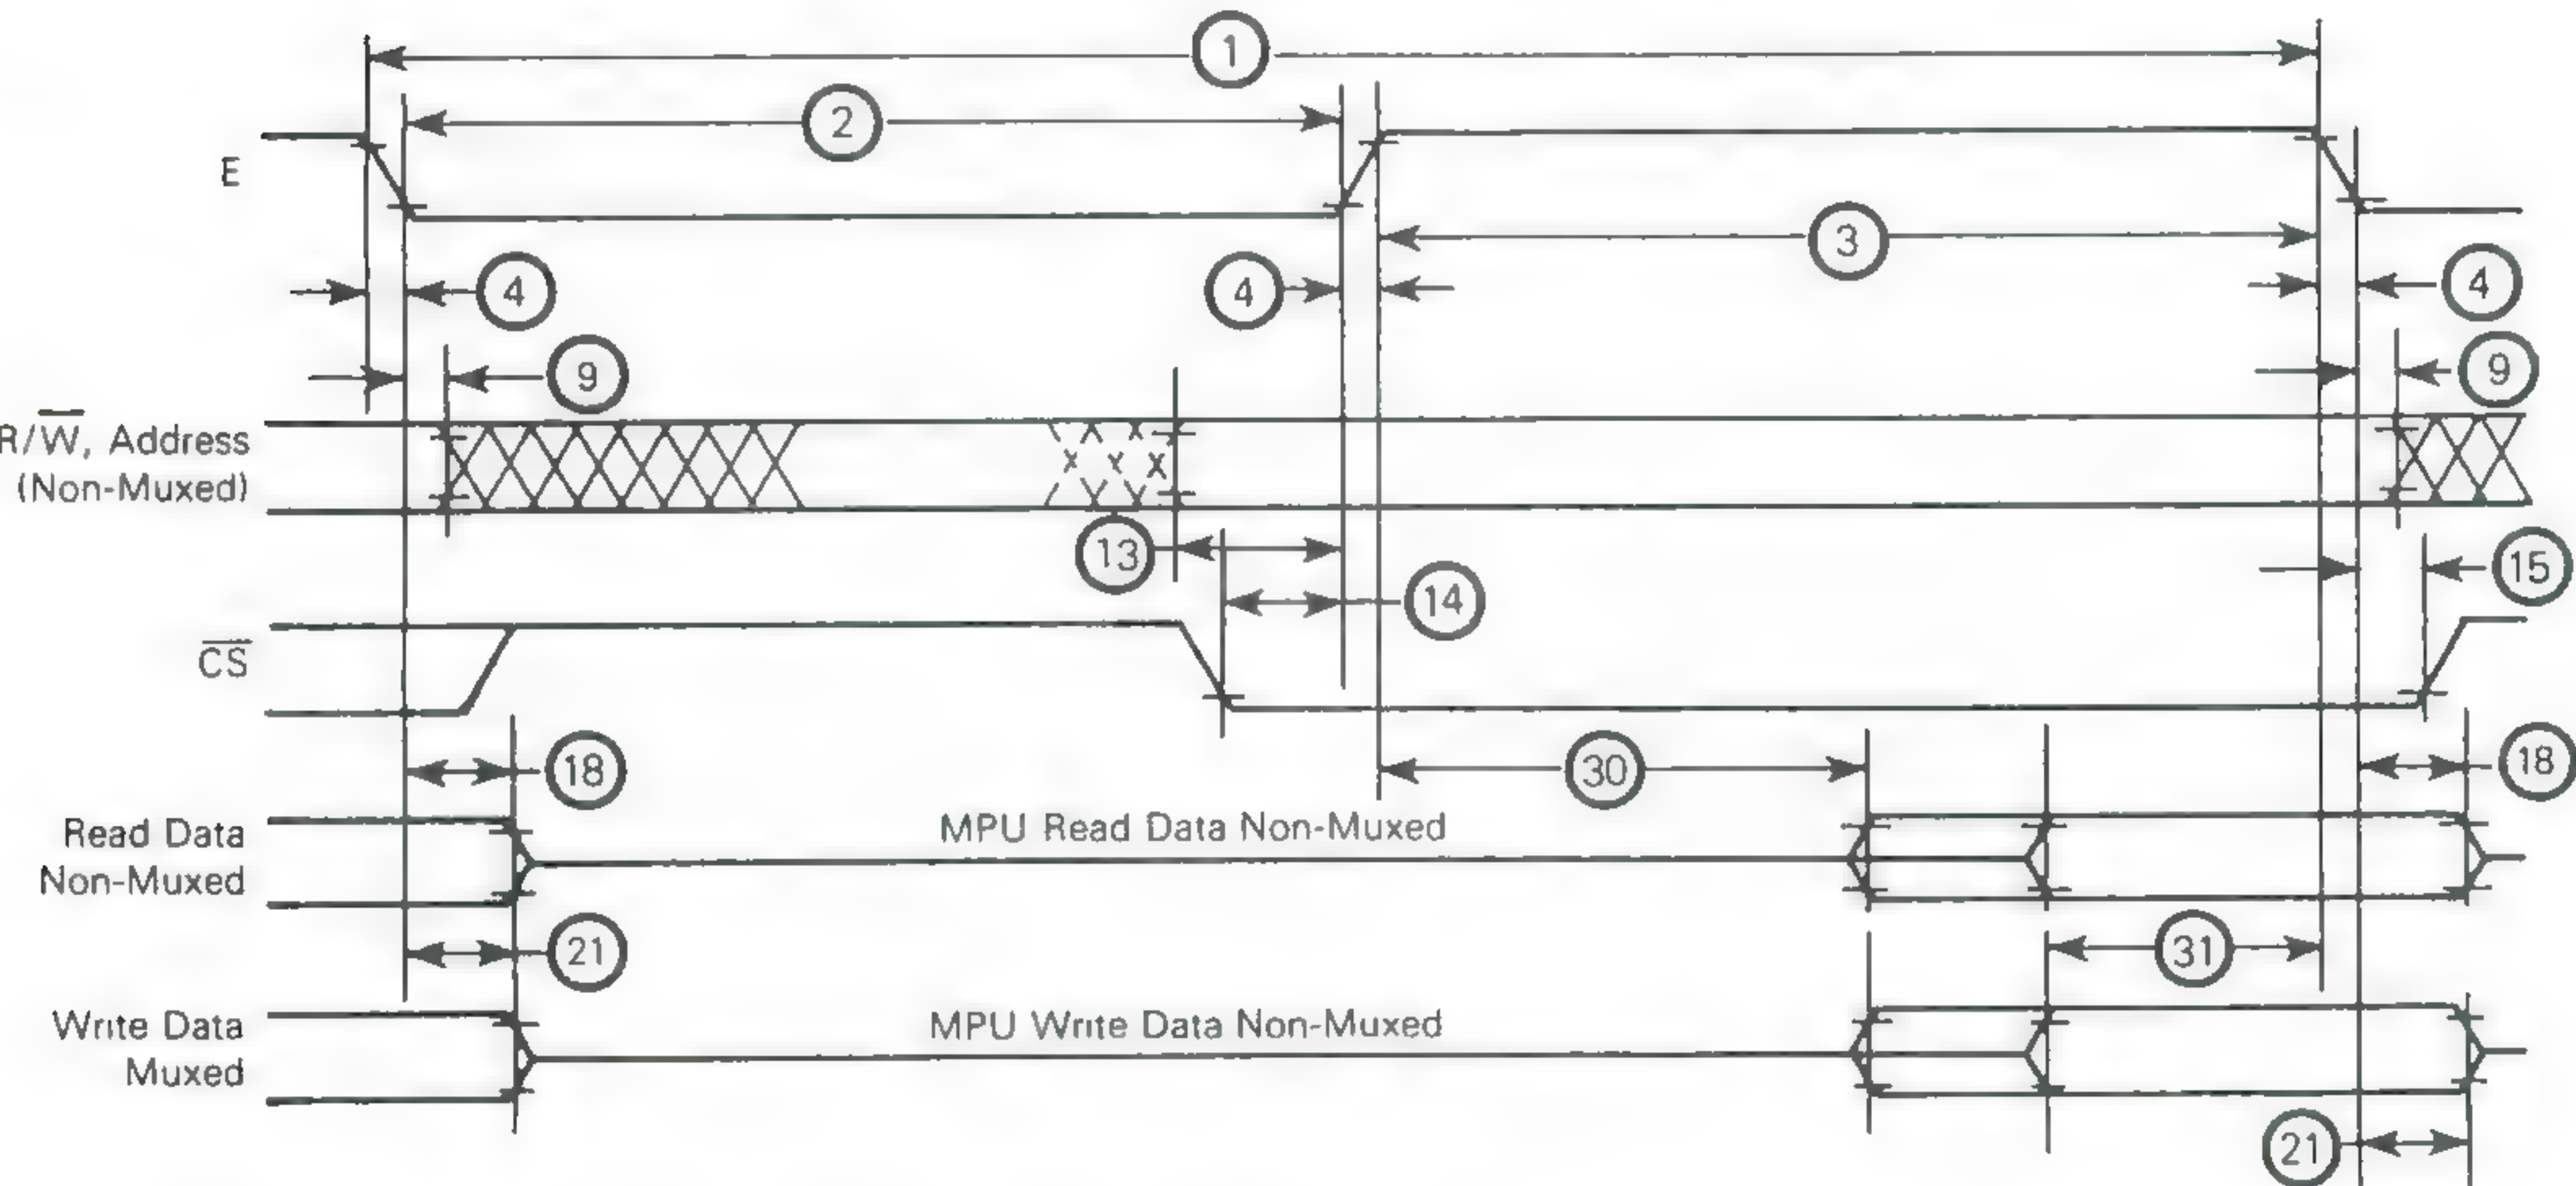 1
2
E
3
4
4
4
9
9
R/W̅, Address
(Non-Muxed)
13
15
14
C̅S̅
18
30
18
Read Data
Non-Muxed
MPU Read Data Non-Muxed
21
31
Write Data
Muxed
MPU Write Data Non-Muxed
21